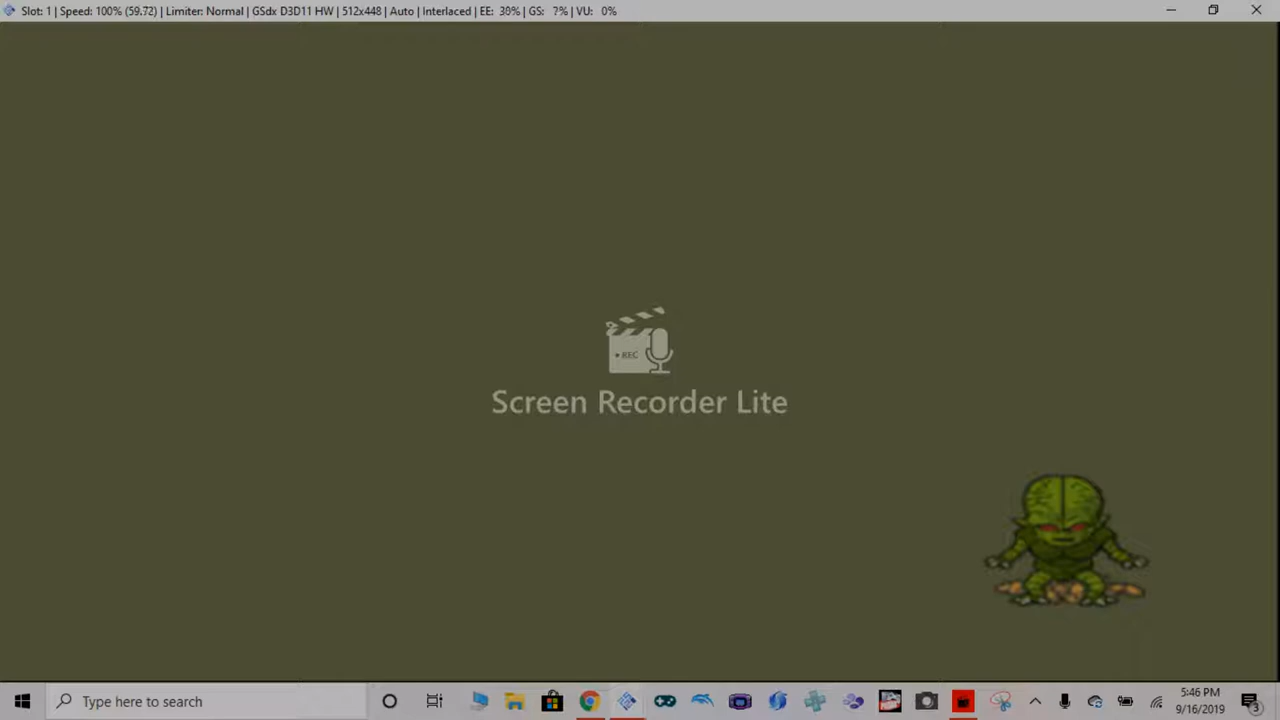 Slot: 1 | Speed: 100% (59.72) | Limiter: Normal | GSdx D3D11 HW | 512x448 | Auto | Interlaced | EE: 30% | GS: 7% | VU: 0%
REC
Screen Recorder Lite
Type here to search
5:46 PM
9/16/2019
3